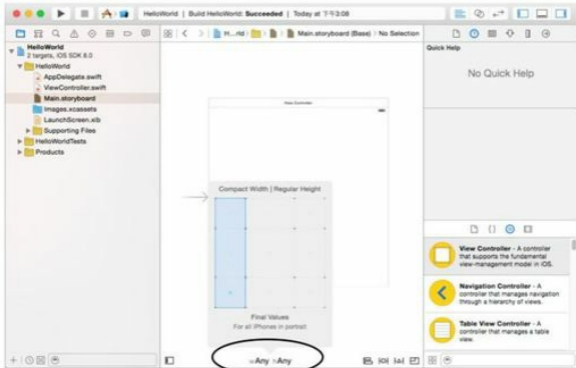 HelloWorld | Build HelloWorld: Succeeded | Today at 下午3:08
H...rld
Main.storyboard (Base)
No Selection
HelloWorld
2 targets, iOS SDK 8.0
HelloWorld
AppDelegate.swift
ViewController.swift
Main.storyboard
Images.xcassets
LaunchScreen.xib
Supporting Files
HelloWorldTests
Products
View Controller
Compact Width | Regular Height
Final Values
For all iPhones in portrait
wAny hAny
Quick Help
No Quick Help
View Controller - A controller
that supports the fundamental
view-management model in iOS.
Navigation Controller - A
controller that manages navigation
through a hierarchy of views.
Table View Controller - A
controller that manages a table
view.